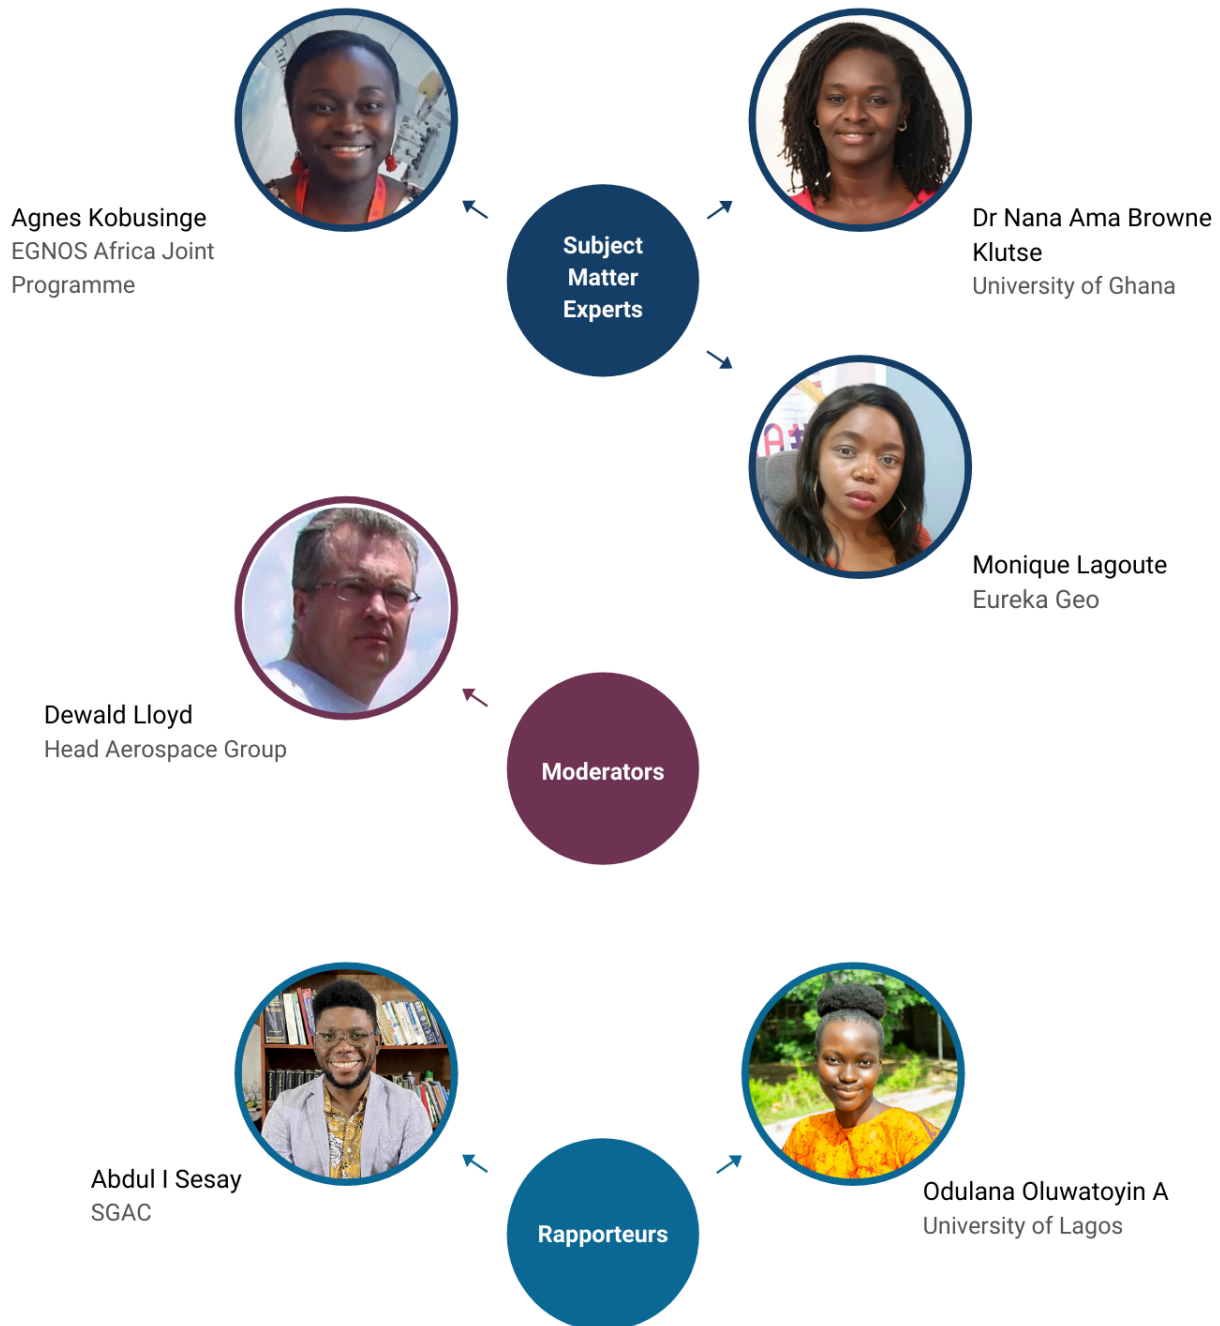 Agnes Kobusinge
EGNOS Africa Joint
Programme
Subject
Matter
Experts
Dr Nana Ama Browne
Klutse
University of Ghana
Monique Lagoute
Eureka Geo
Dewald Lloyd
Head Aerospace Group
Moderators
Abdul I Sesay
SGAC
Rapporteurs
Odulana Oluwatoyin A
University of Lagos